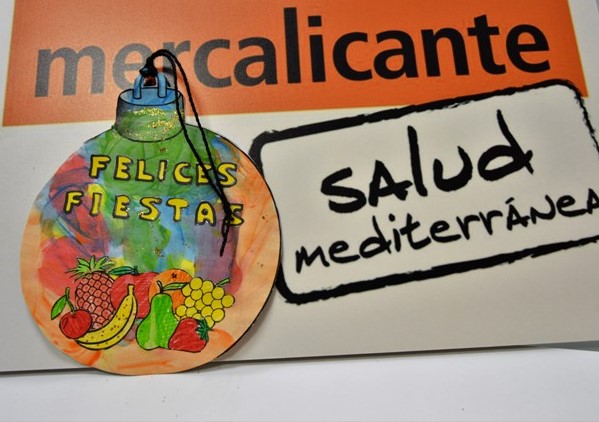 mercalicante
FELICES
FIESTAS
salud
mediterránea